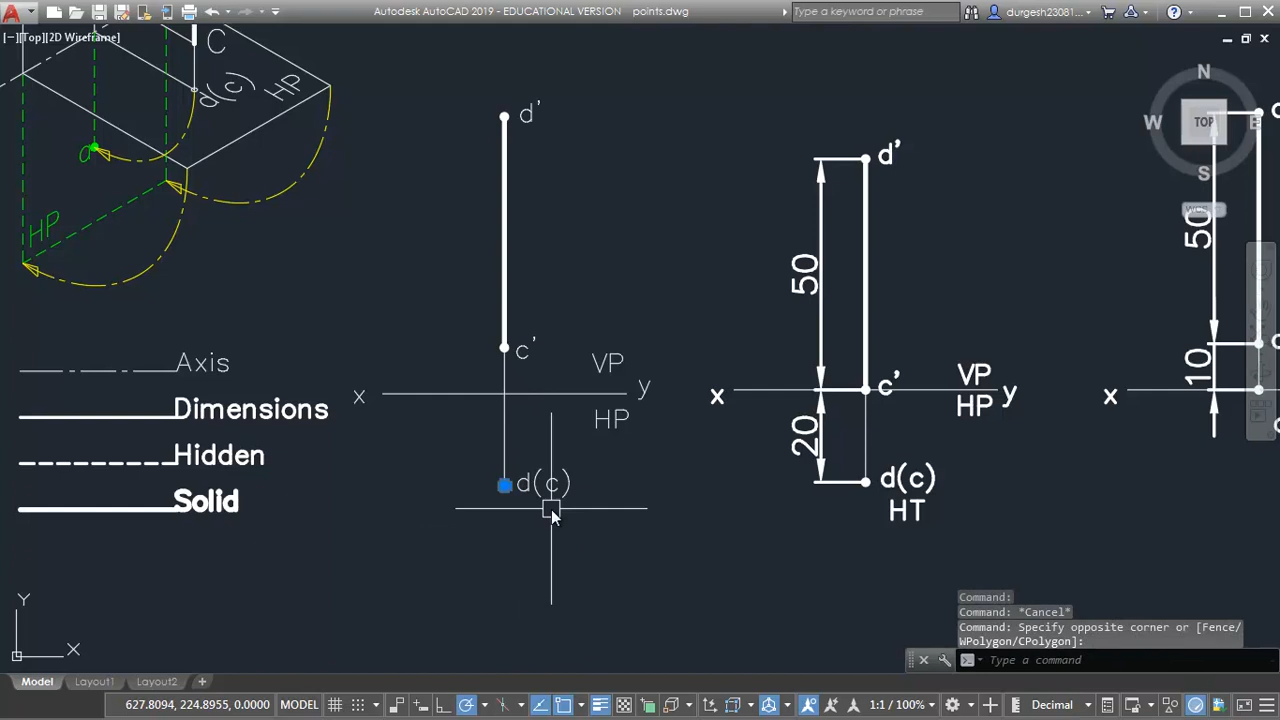 Autodesk AutoCAD 2019 - EDUCATIONAL VERSION points.dwg
Type a keyword or phrase
durgesh23081...
[−][Top][2D Wireframe]
C
d(c)
HP
a
HP
d'
c'
VP
x
y
HP
d(c)
Axis
Dimensions
Hidden
Solid
d'
50
c'
VP
x
HP
y
20
d(c)
HT
50
10
x
N
W
TOP
E
S
Y
X
Command:
Command: *Cancel*
Command: Specify opposite corner or [Fence/
WPolygon/CPolygon]:
Type a command
Model
Layout1
Layout2
+
627.8094, 224.8955, 0.0000
MODEL
1:1 / 100%
Decimal